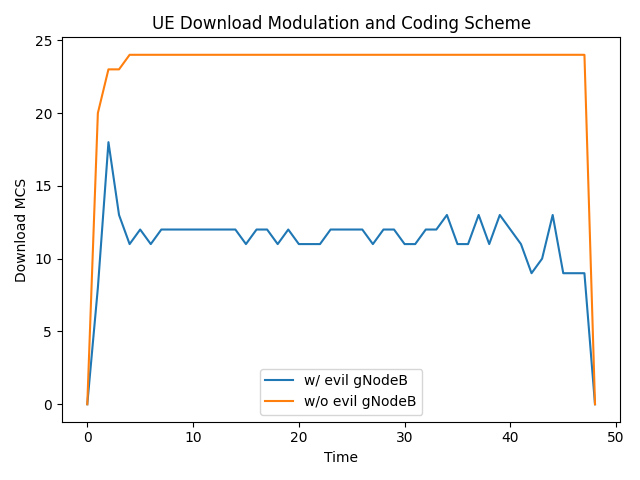 UE Download Modulation and Coding Scheme
Download MCS
25
20
15
10
5
0
w/ evil gNodeB
w/o evil gNodeB
0 10 20 30 40 50
Time